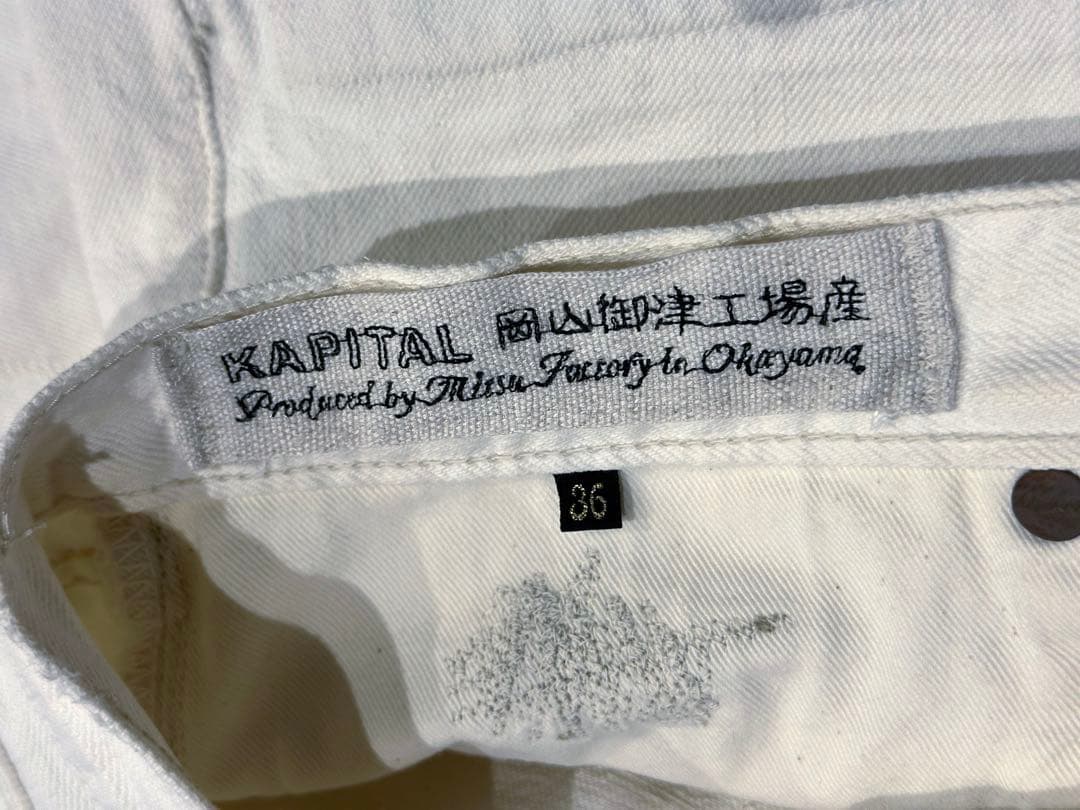 KAPITAL 岡山御津工場産
Produced by Mitsu Factory in Okayama.
36